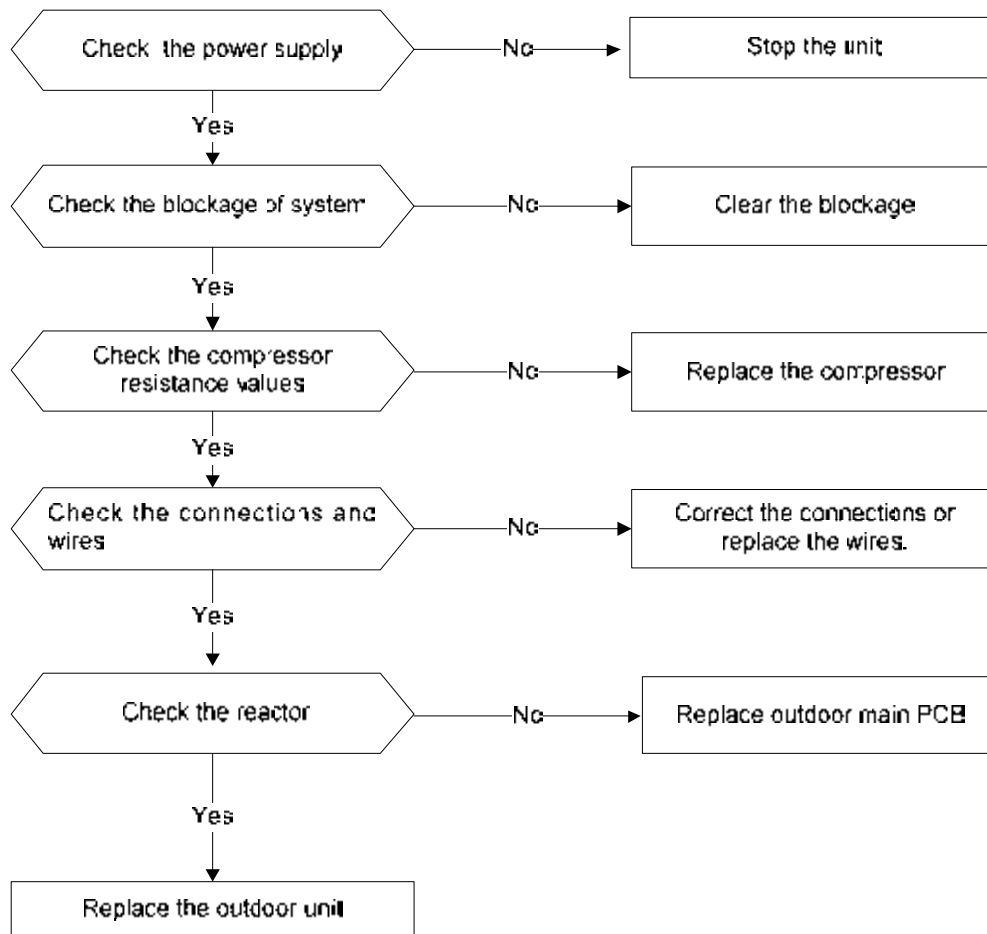 Check the power supply
No
Stop the unit
Yes
Check the blockage of system
No
Clear the blockage
Yes
Check the compressor
resistance values
No
Replace the compressor
Yes
Check the connections and
wires
No
Correct the connections or
replace the wires.
Yes
Check the reactor
No
Replace outdoor main PCB
Yes
Replace the outdoor unit